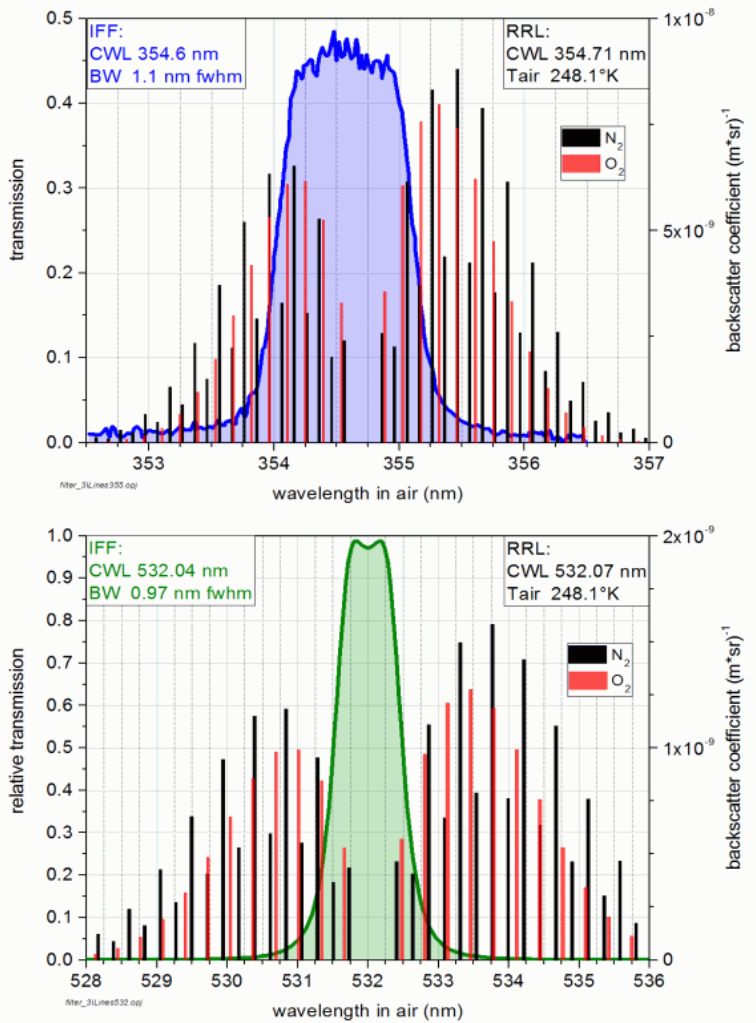 IFF:
CWL 354.6 nm
BW 1.1 nm fwhm
RRL:
CWL 354.71 nm
Tair 248.1°K
N2
O2
0.5
0.4
0.3
0.2
0.1
0.0
transmission
1x10-8
5x10-9
0
backscatter coefficient (m*sr)-1
353 354 355 356 357
filter_3\Lines355.opj
wavelength in air (nm)
IFF:
CWL 532.04 nm
BW 0.97 nm fwhm
RRL:
CWL 532.07 nm
Tair 248.1°K
N2
O2
1.0
0.9
0.8
0.7
0.6
0.5
0.4
0.3
0.2
0.1
0.0
relative transmission
2x10-9
1x10-9
0
backscatter coefficient (m*sr)-1
528 529 530 531 532 533 534 535 536
filter_3\Lines532.opj
wavelength in air (nm)